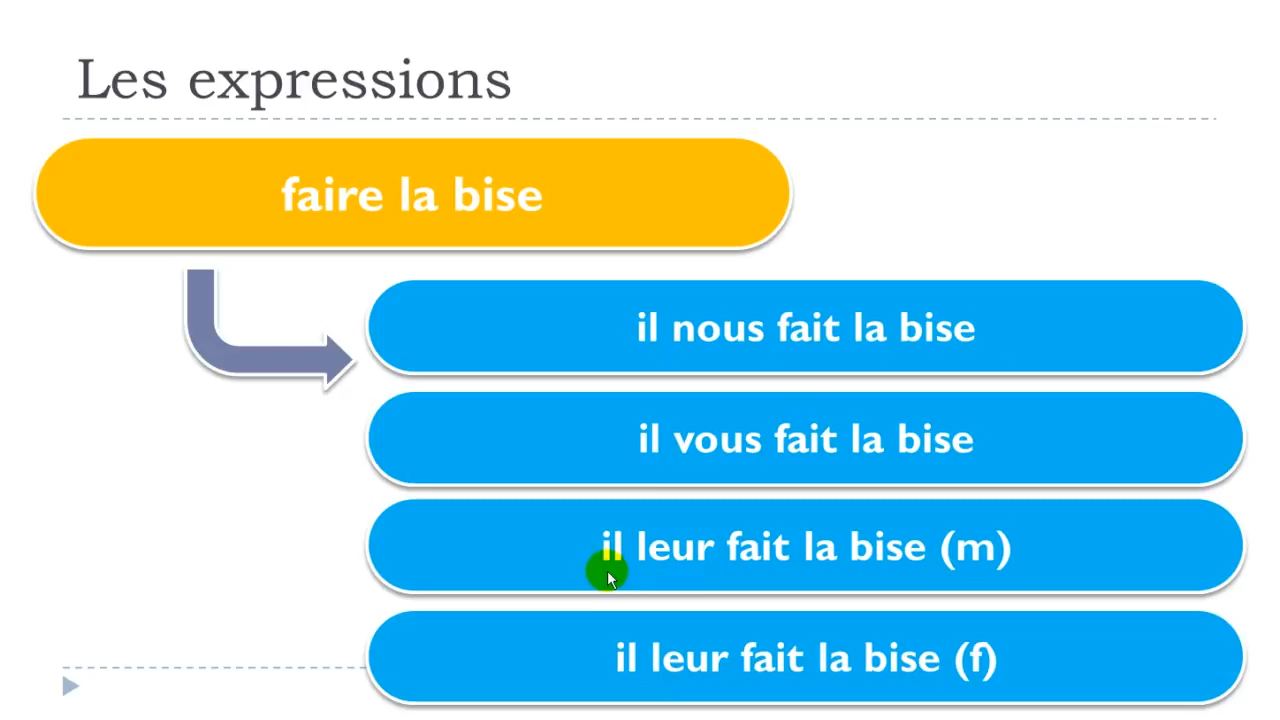 Les expressions
faire la bise
il nous fait la bise
il vous fait la bise
il leur fait la bise (m)
il leur fait la bise (f)